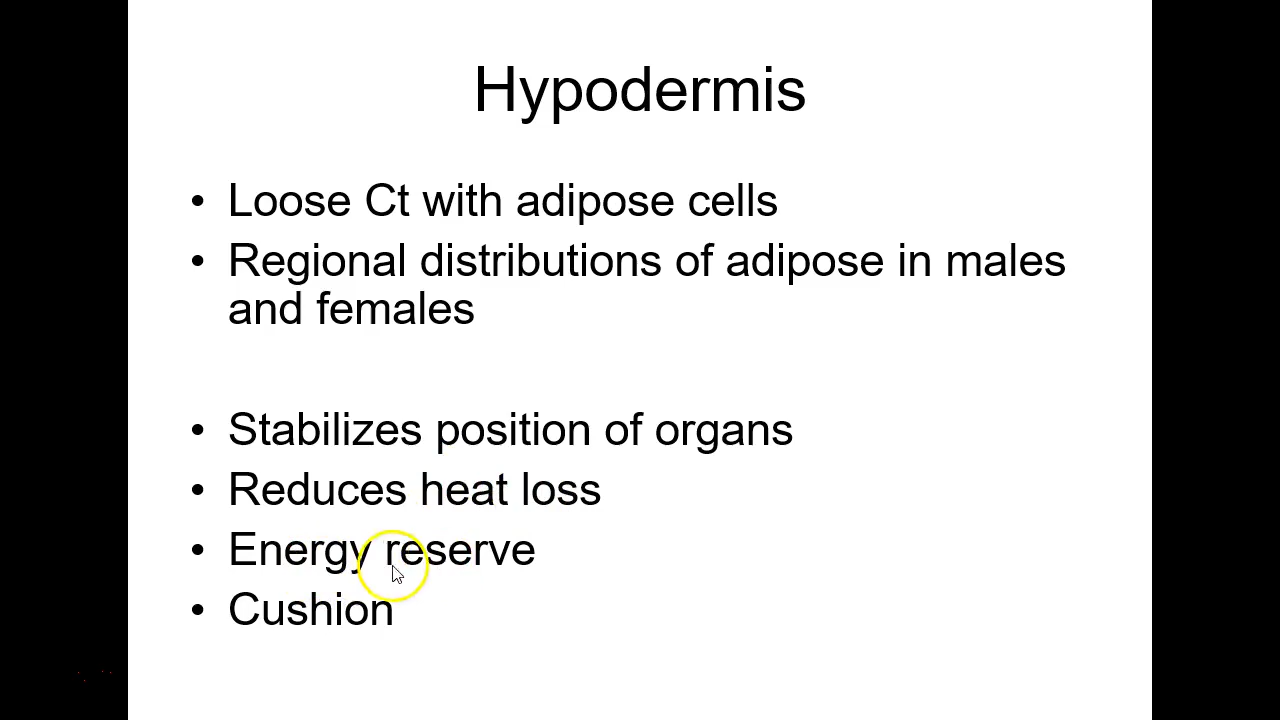 Hypodermis
• Loose Ct with adipose cells
• Regional distributions of adipose in males
and females
• Stabilizes position of organs
• Reduces heat loss
• Energy reserve
• Cushion